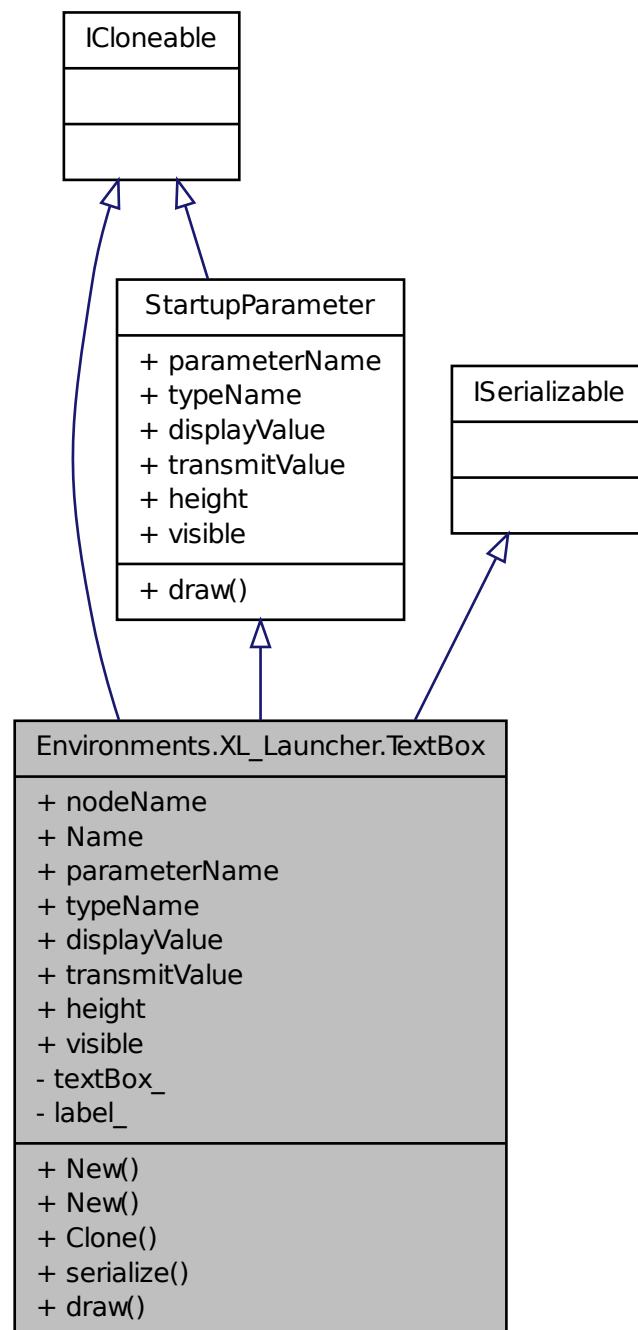 ICloneable
StartupParameter
+ parameterName
+ typeName
+ displayValue
+ transmitValue
+ height
+ visible
+ draw()
ISerializable
Environments.XL_Launcher.TextBox
+ nodeName
+ Name
+ parameterName
+ typeName
+ displayValue
+ transmitValue
+ height
+ visible
- textBox_
- label_
+ New()
+ New()
+ Clone()
+ serialize()
+ draw()